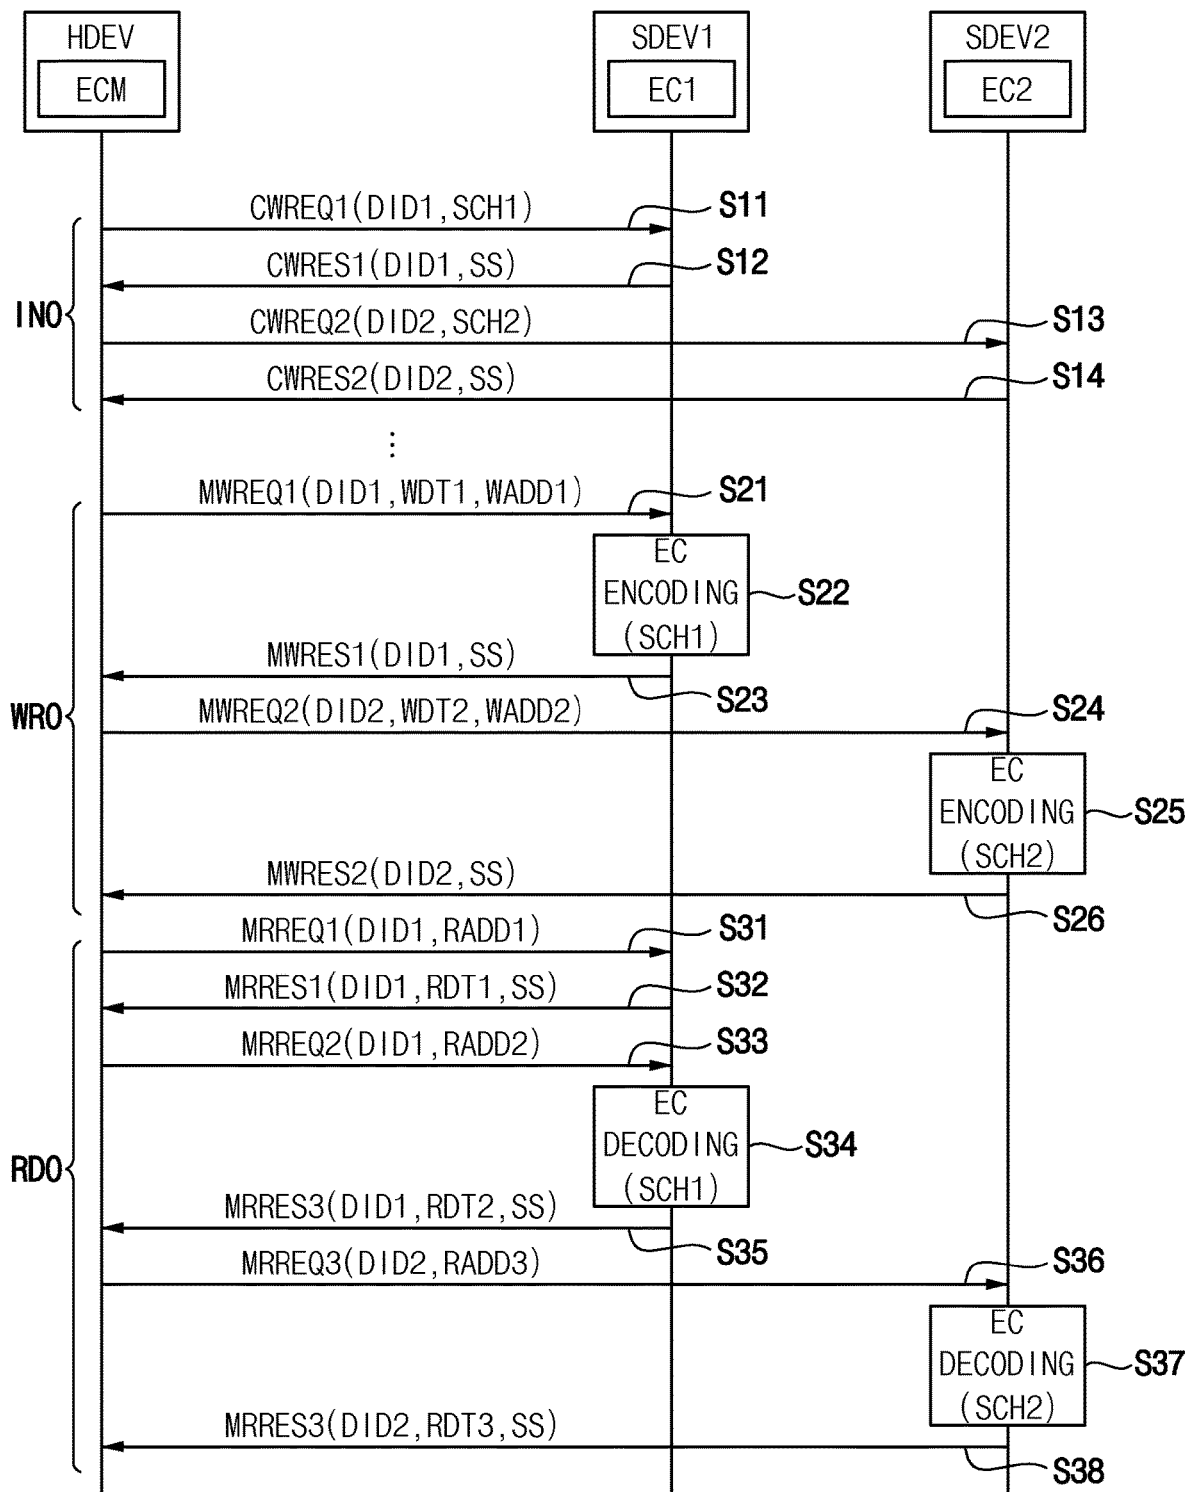 HDEV
ECM
SDEV1
EC1
SDEV2
EC2
CWREQ1(DID1,SCH1)
S11
CWRES1(DID1,SS)
S12
INO
CWREQ2(DID2,SCH2)
S13
CWRES2(DID2,SS)
S14
⋮
MWREQ1(DID1,WDT1,WADD1)
S21
EC
ENCODING
(SCH1)
S22
MWRES1(DID1,SS)
S23
WRO
MWREQ2(DID2,WDT2,WADD2)
S24
EC
ENCODING
(SCH2)
S25
MWRES2(DID2,SS)
S26
MRREQ1(DID1,RADD1)
S31
MRRES1(DID1,RDT1,SS)
S32
MRREQ2(DID1,RADD2)
S33
EC
DECODING
(SCH1)
S34
RDO
MRRES3(DID1,RDT2,SS)
S35
MRREQ3(DID2,RADD3)
S36
EC
DECODING
(SCH2)
S37
MRRES3(DID2,RDT3,SS)
S38